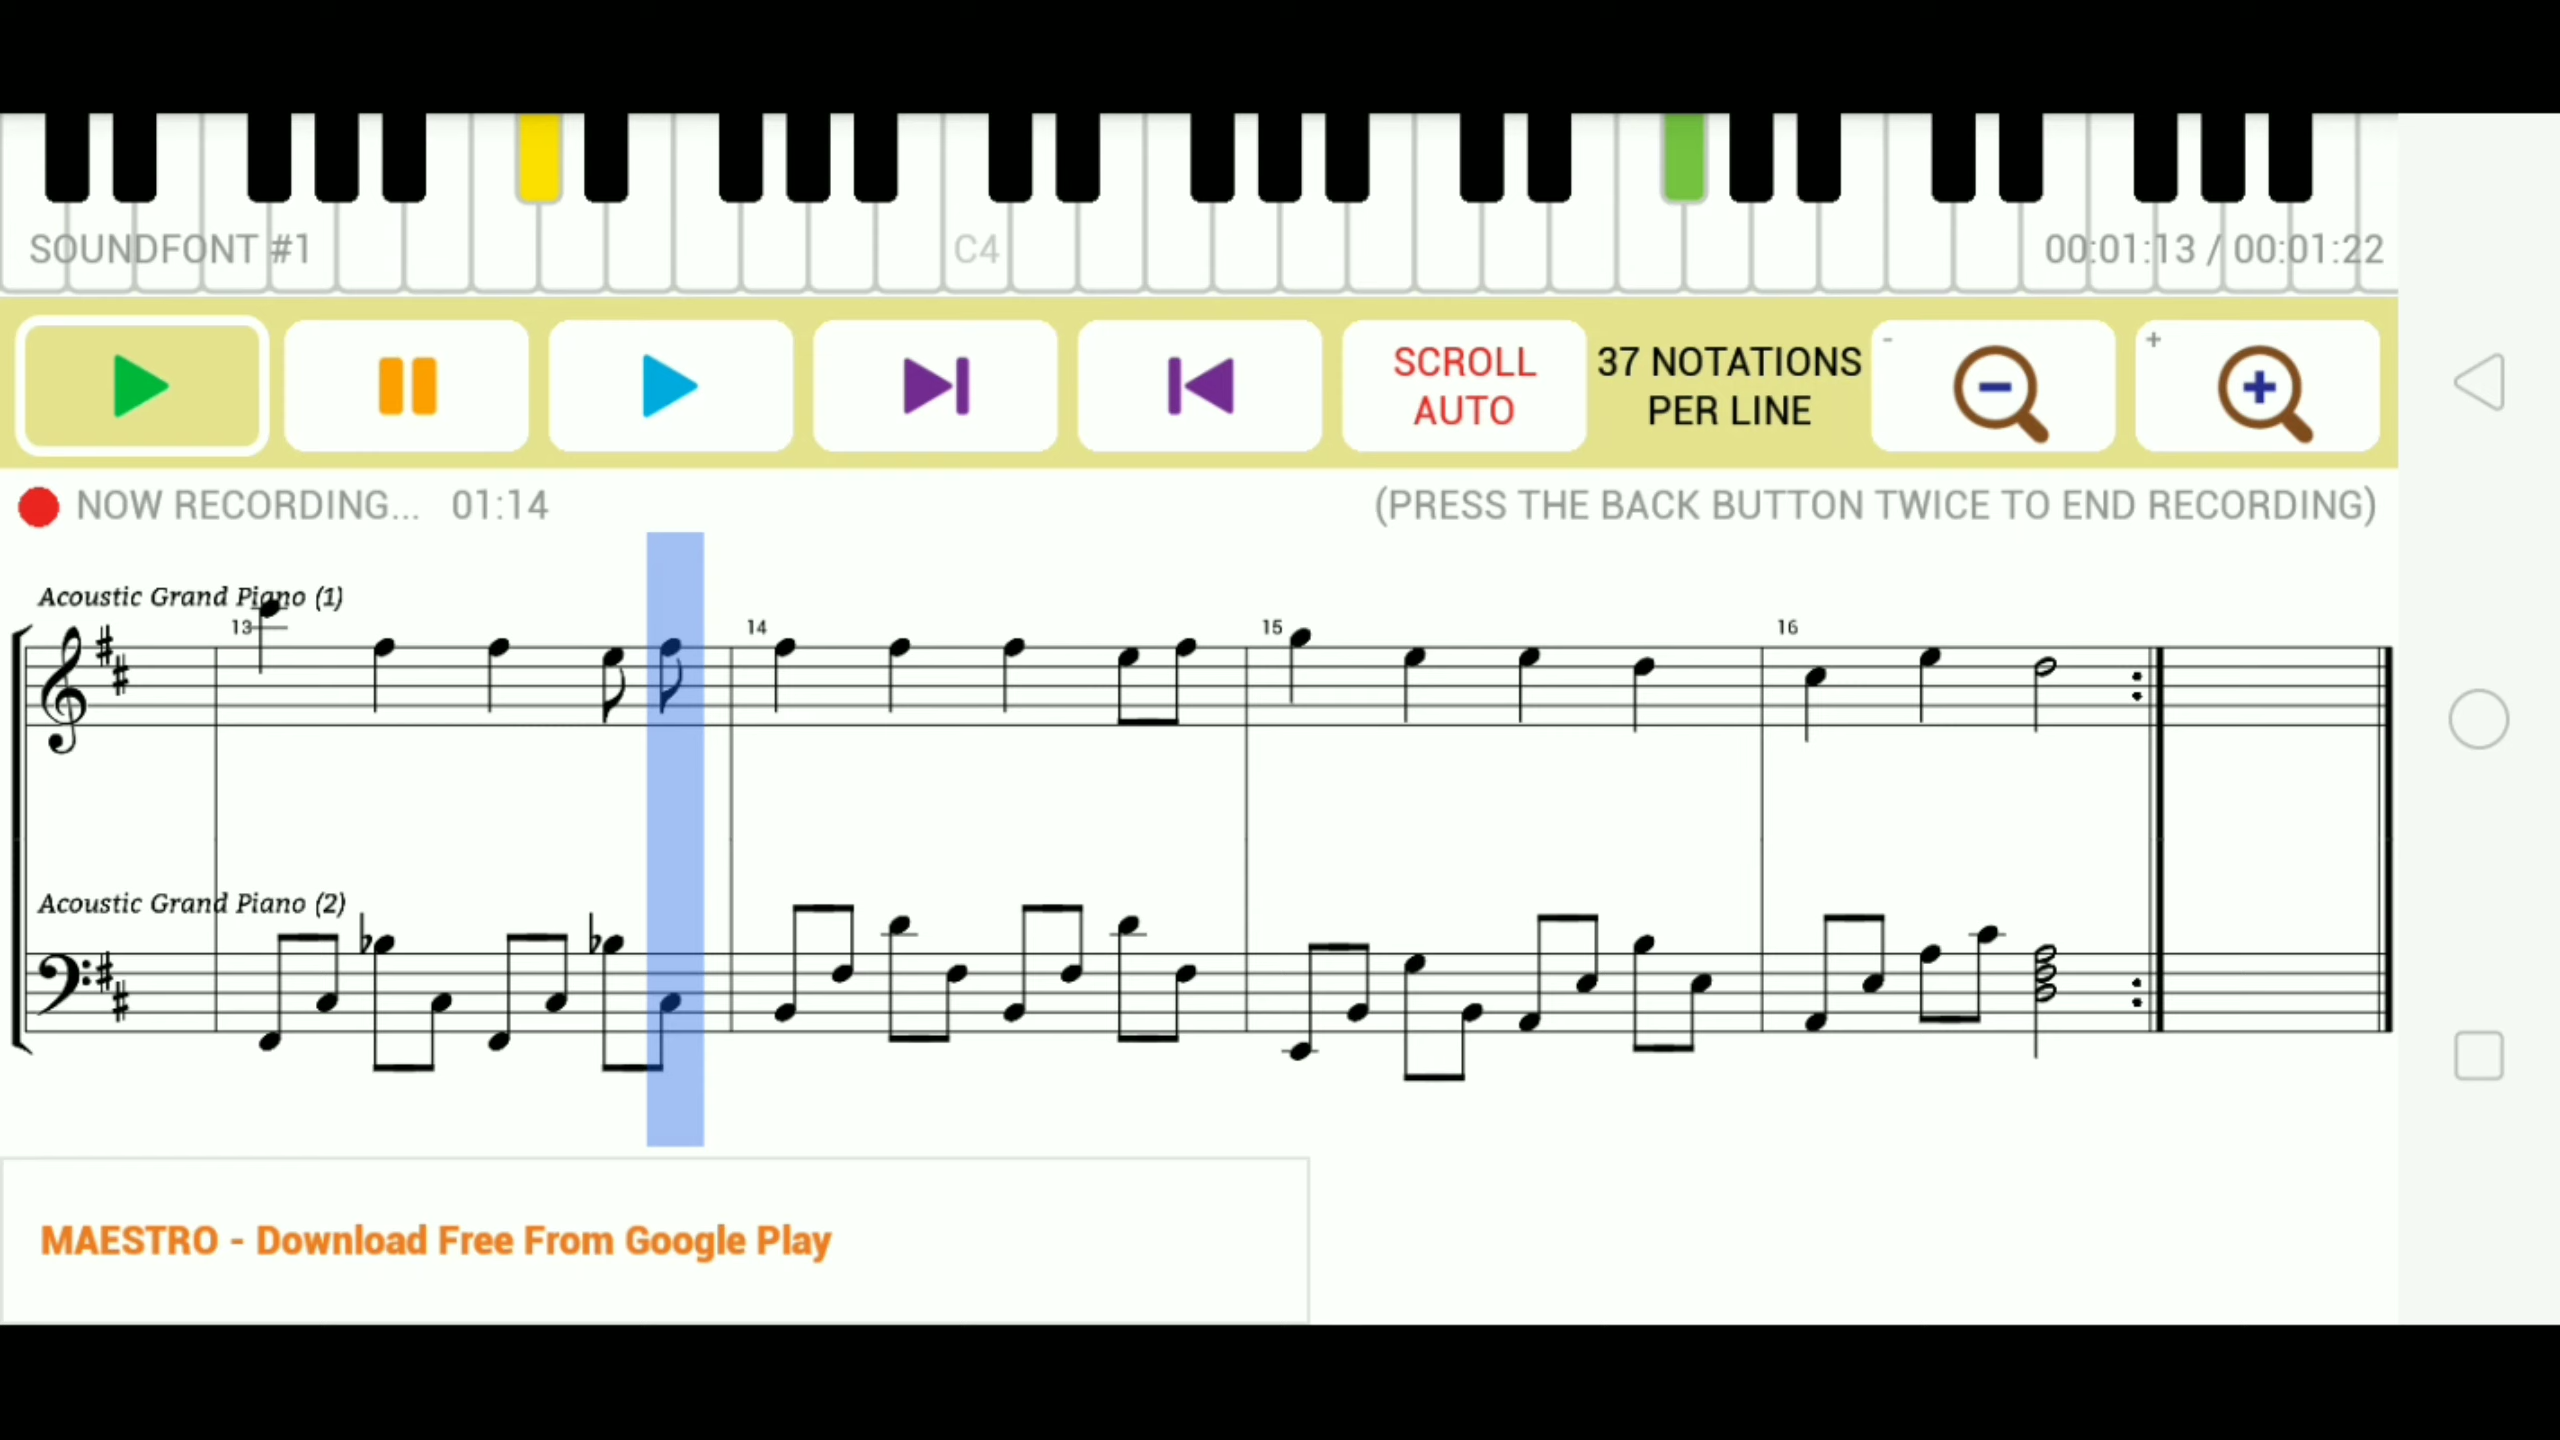 SOUNDFONT #1
C4
00:01:13 / 00:01:22
SCROLL
AUTO
37 NOTATIONS
PER LINE
-
+
NOW RECORDING... 01:14
(PRESS THE BACK BUTTON TWICE TO END RECORDING)
Acoustic Grand Piano (1)
13
14
15
16
Acoustic Grand Piano (2)
MAESTRO - Download Free From Google Play